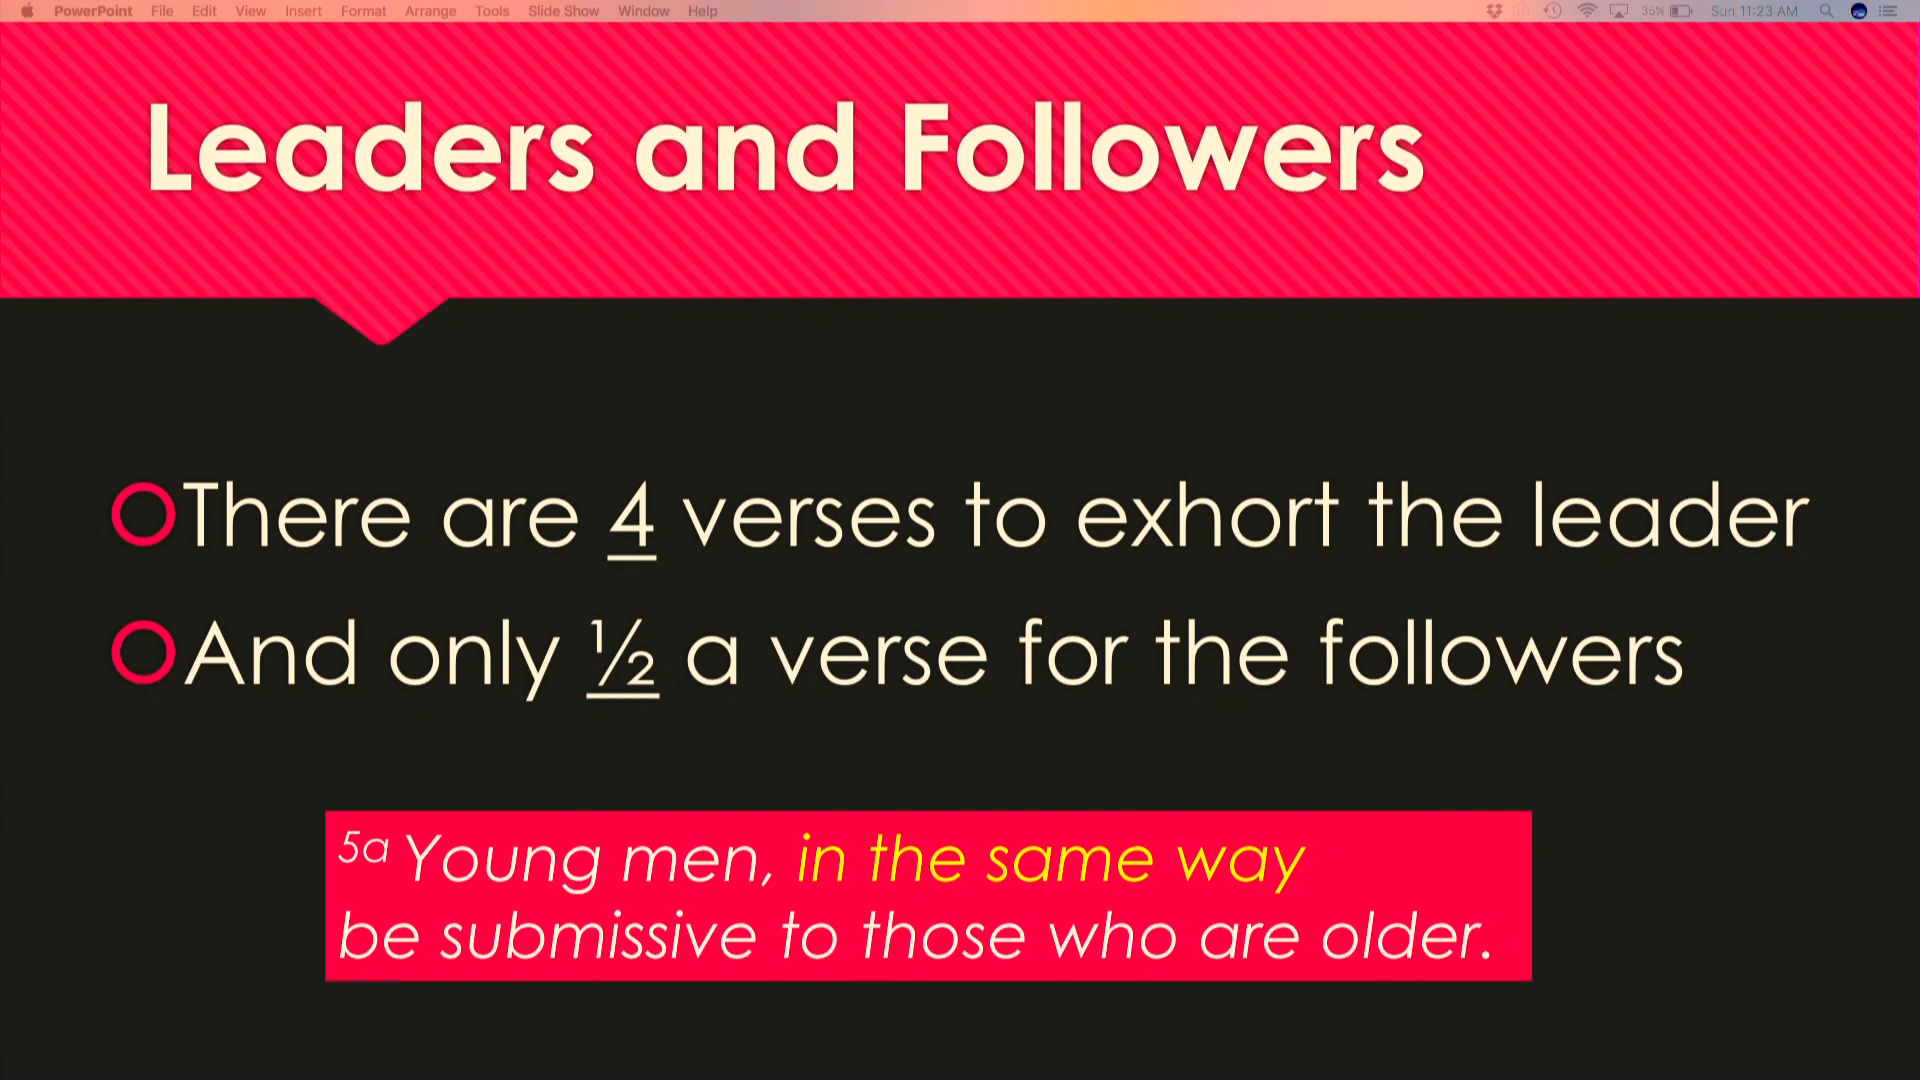 PowerPoint File Edit View Insert Format Arrange Tools Slide Show Window Help 35% Sun 11:23 AM
Leaders and Followers
There are 4 verses to exhort the leader
And only ½ a verse for the followers
5a Young men, in the same way
be submissive to those who are older.